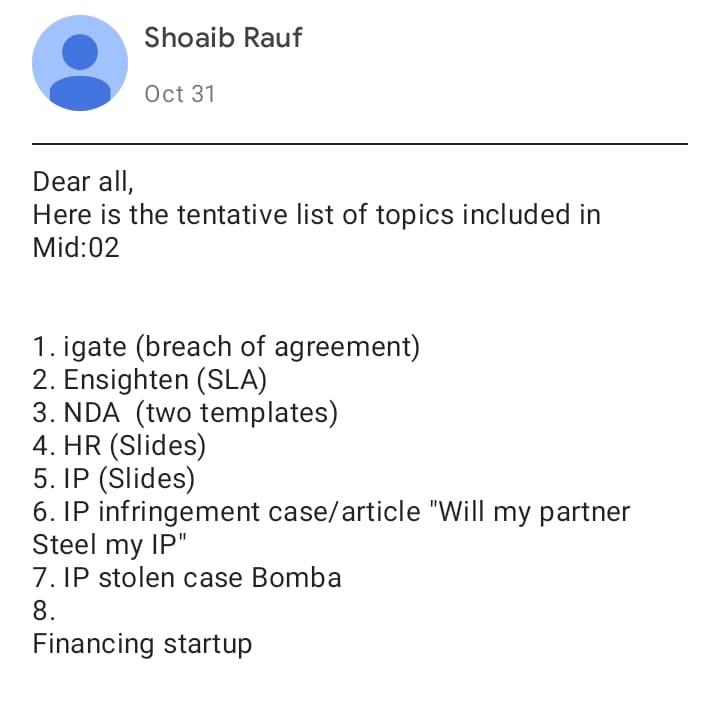 Shoaib Rauf
Oct 31
Dear all,
Here is the tentative list of topics included in
Mid:02
1. igate (breach of agreement)
2. Ensighten (SLA)
3. NDA  (two templates)
4. HR (Slides)
5. IP (Slides)
6. IP infringement case/article "Will my partner
Steel my IP"
7. IP stolen case Bomba
8.
Financing startup